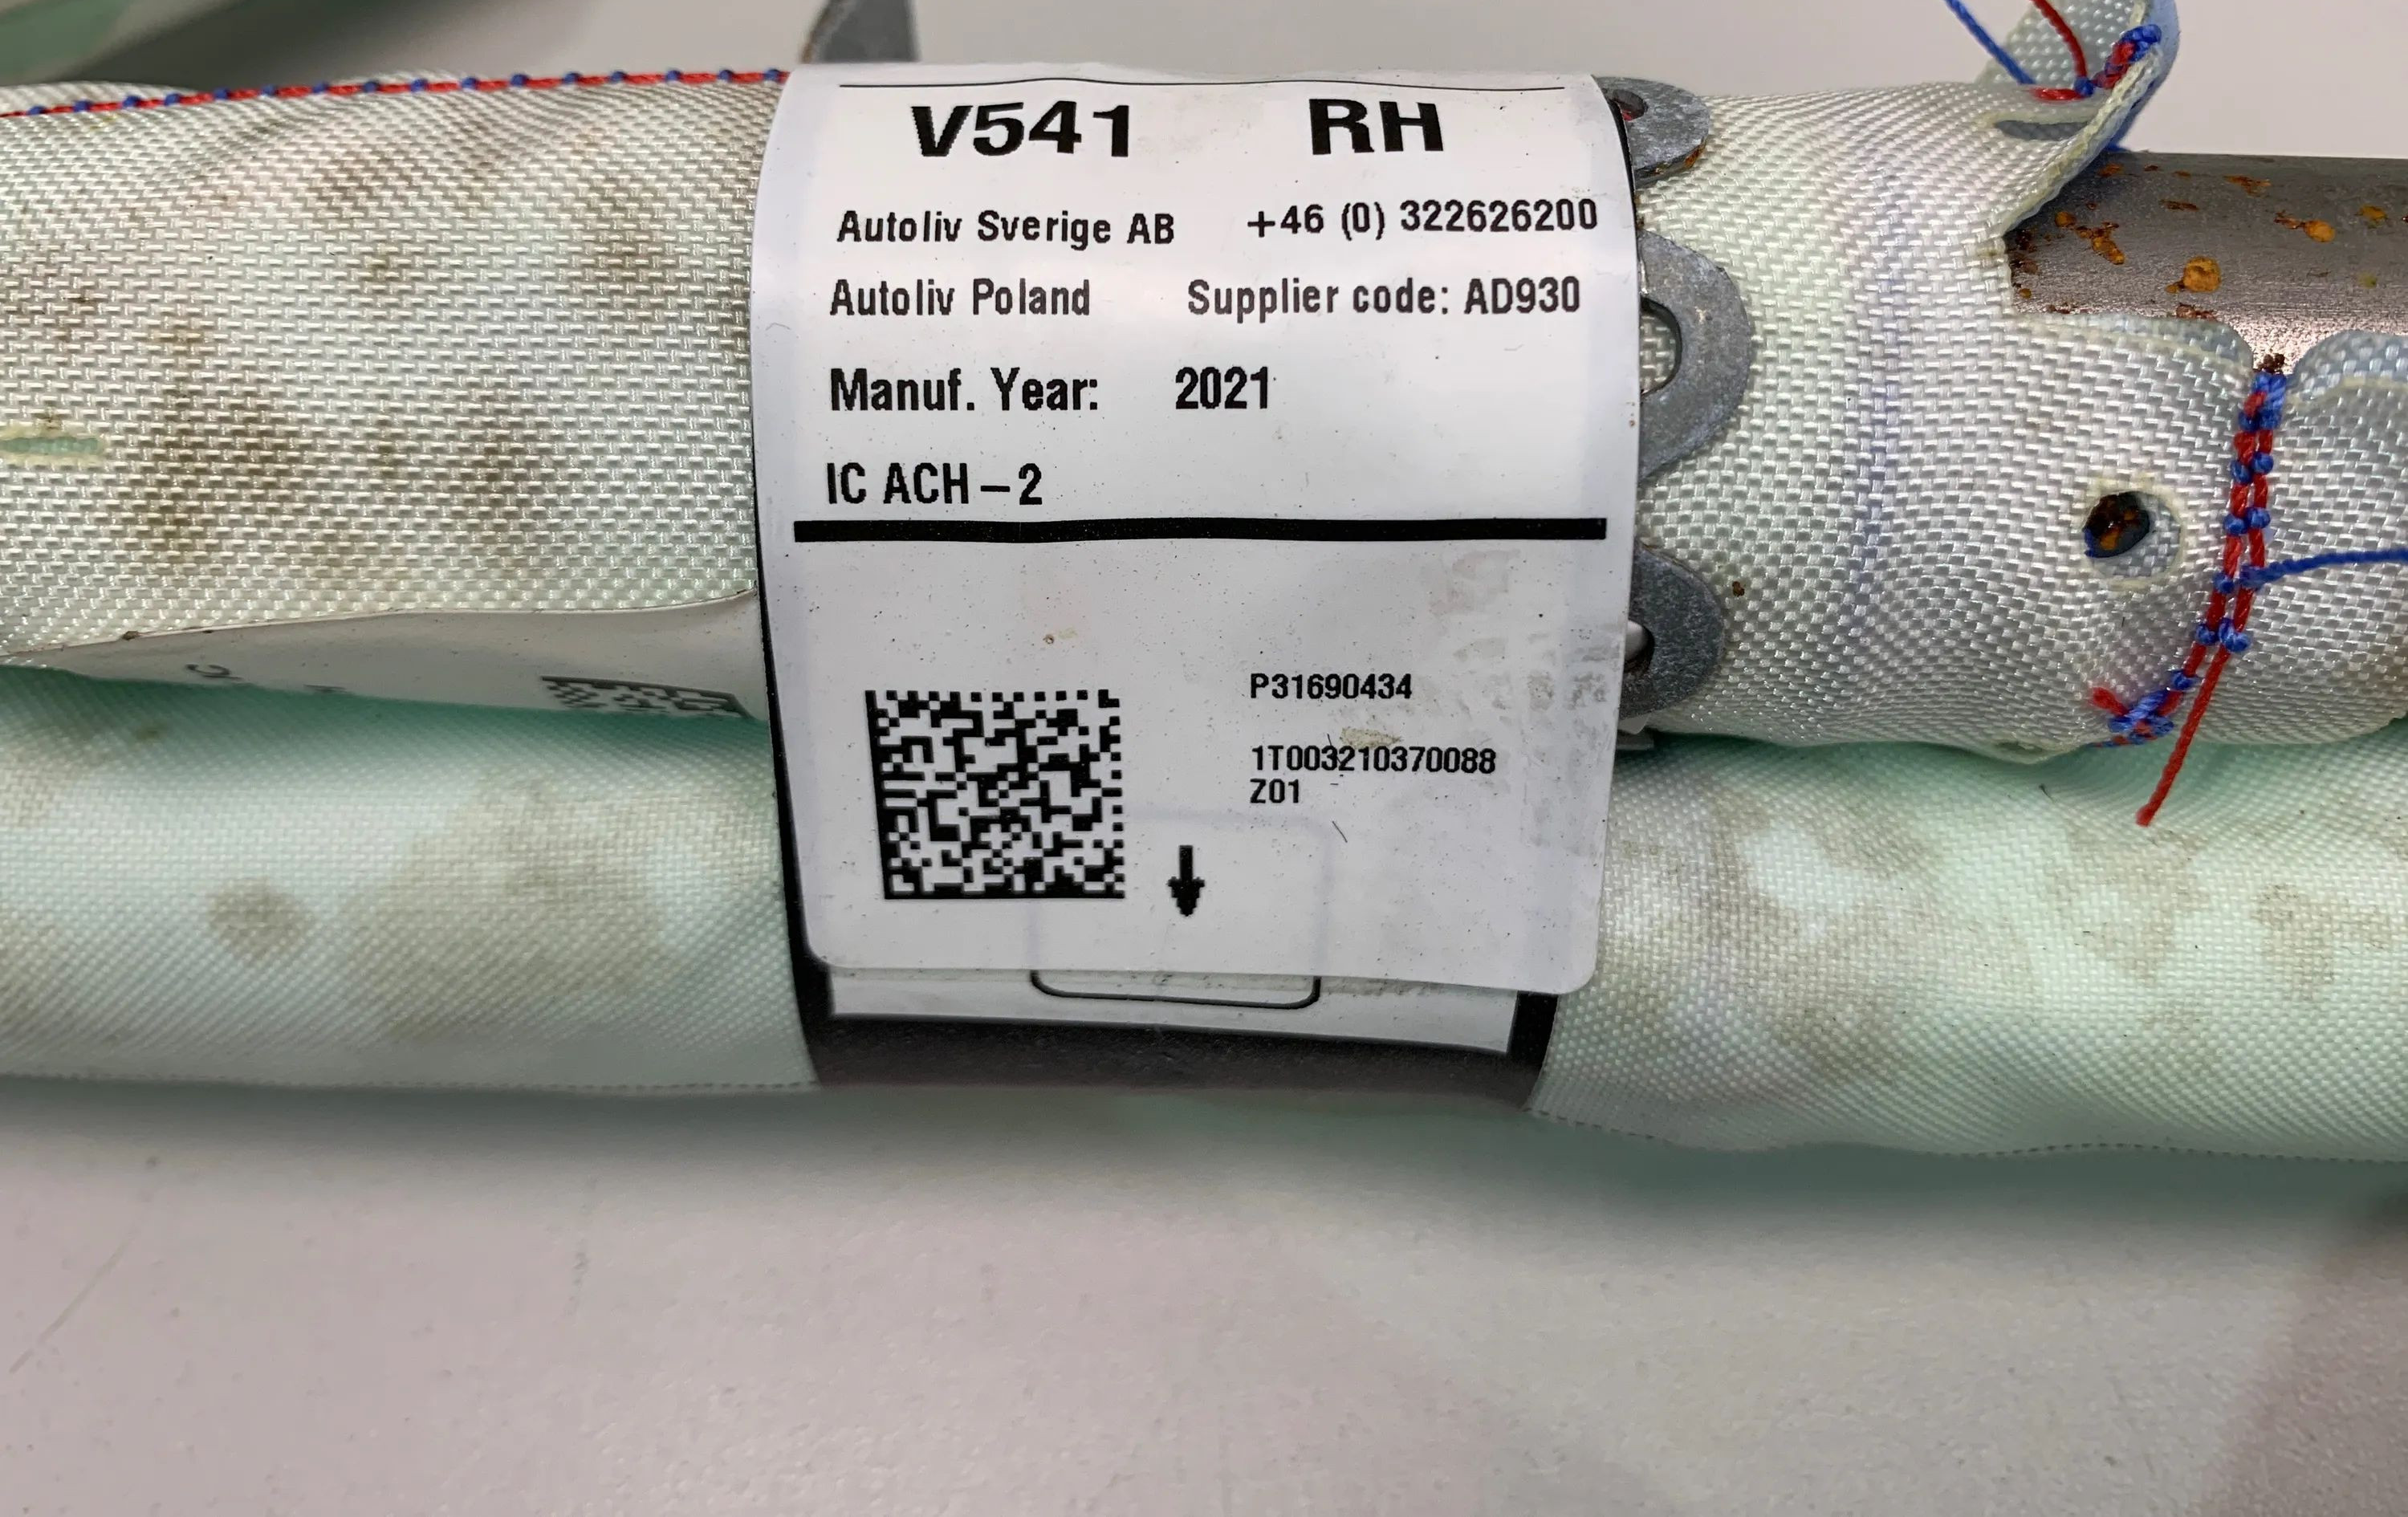 V541 RH
Autoliv Sverige AB +46 (0) 322626200
Autoliv Poland Supplier code: AD930
Manuf. Year: 2021
IC ACH-2
P31690434
1T003210370088
Z01